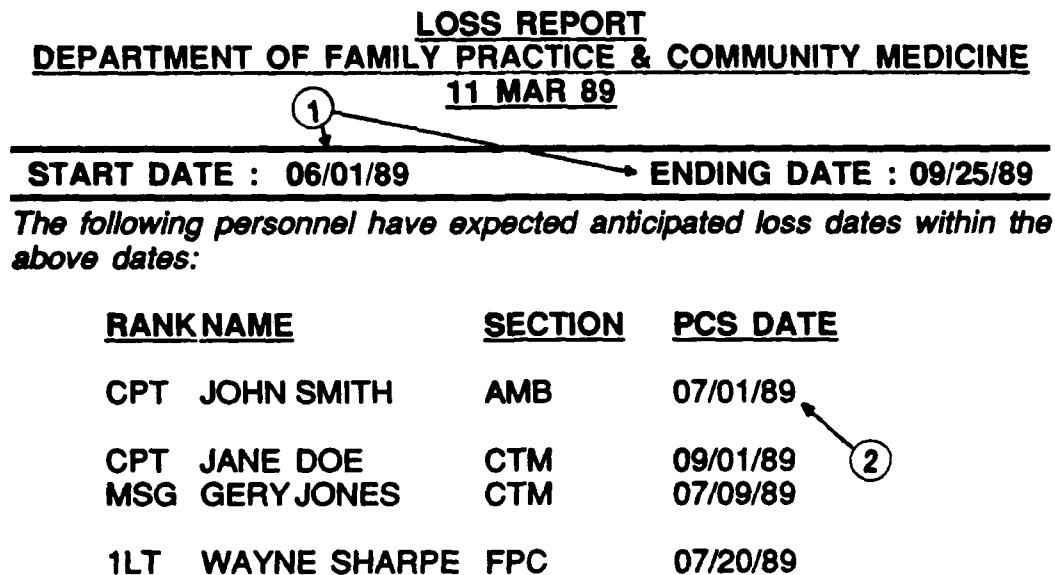 LOSS REPORT
DEPARTMENT OF FAMILY PRACTICE & COMMUNITY MEDICINE
11 MAR 89
1
START DATE : 06/01/89 ENDING DATE : 09/25/89
The following personnel have expected anticipated loss dates within the
above dates:
RANK NAME SECTION PCS DATE
CPT JOHN SMITH AMB 07/01/89
2
CPT JANE DOE CTM 09/01/89
MSG GERY JONES CTM 07/09/89
1LT WAYNE SHARPE FPC 07/20/89